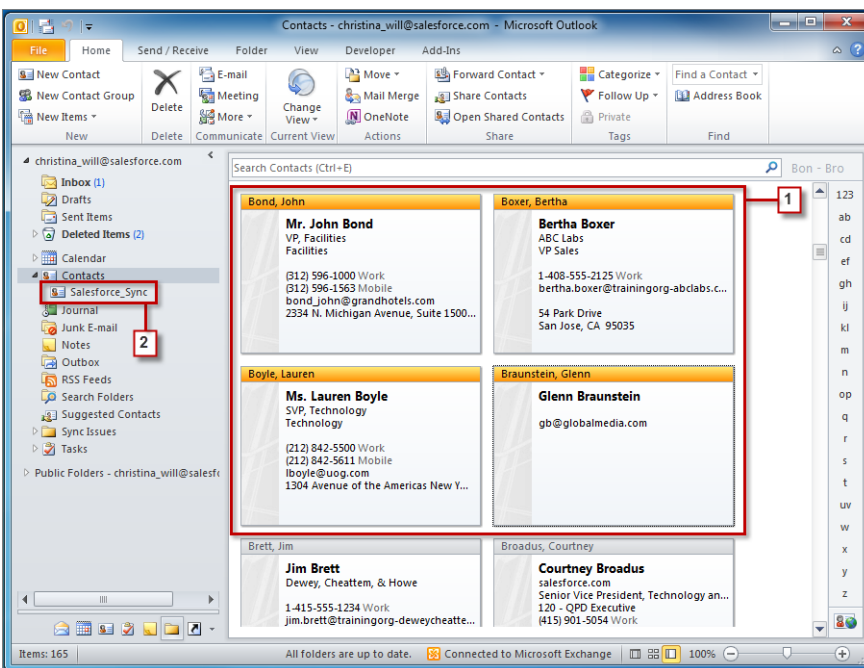 Contacts - christina_will@salesforce.com - Microsoft Outlook
File Home Send / Receive Folder View Developer Add-Ins
New Contact
New Contact Group
New Items
New
Delete
Delete
E-mail
Meeting
More
Communicate
Change View
Current View
Move
Mail Merge
OneNote
Actions
Forward Contact
Share Contacts
Open Shared Contacts
Share
Categorize
Follow Up
Private
Tags
Find a Contact
Address Book
Find
christina_will@salesforce.com
Inbox (1)
Drafts
Sent Items
Deleted Items (2)
Calendar
Contacts
Salesforce_Sync
Journal
Junk E-mail
Notes
Outbox
RSS Feeds
Search Folders
Suggested Contacts
Sync Issues
Tasks
Public Folders - christina_will@salesfo
2
Search Contacts (Ctrl+E)
Bon - Bro
1
Bond, John
Mr. John Bond
VP, Facilities
Facilities
(312) 596-1000 Work
(312) 596-1563 Mobile
bond_john@grandhotels.com
2334 N. Michigan Avenue, Suite 1500...
Boxer, Bertha
Bertha Boxer
ABC Labs
VP Sales
1-408-555-2125 Work
bertha.boxer@trainingorg-abclabs.c...
54 Park Drive
San Jose, CA 95035
Boyle, Lauren
Ms. Lauren Boyle
SVP, Technology
Technology
(212) 842-5500 Work
(212) 842-5611 Mobile
lboyle@uog.com
1304 Avenue of the Americas New Y...
Braunstein, Glenn
Glenn Braunstein
gb@globalmedia.com
Brett, Jim
Jim Brett
Dewey, Cheattem, & Howe
1-415-555-1234 Work
jim.brett@trainingorg-deweycheatte...
Broadus, Courtney
Courtney Broadus
salesforce.com
Senior Vice President, Technology an...
120 - QPD Executive
(415) 901-5054 Work
123
ab
cd
ef
gh
ij
kl
m
n
op
q
r
s
t
uv
w
x
y
z
Items: 165
All folders are up to date.
Connected to Microsoft Exchange
100%